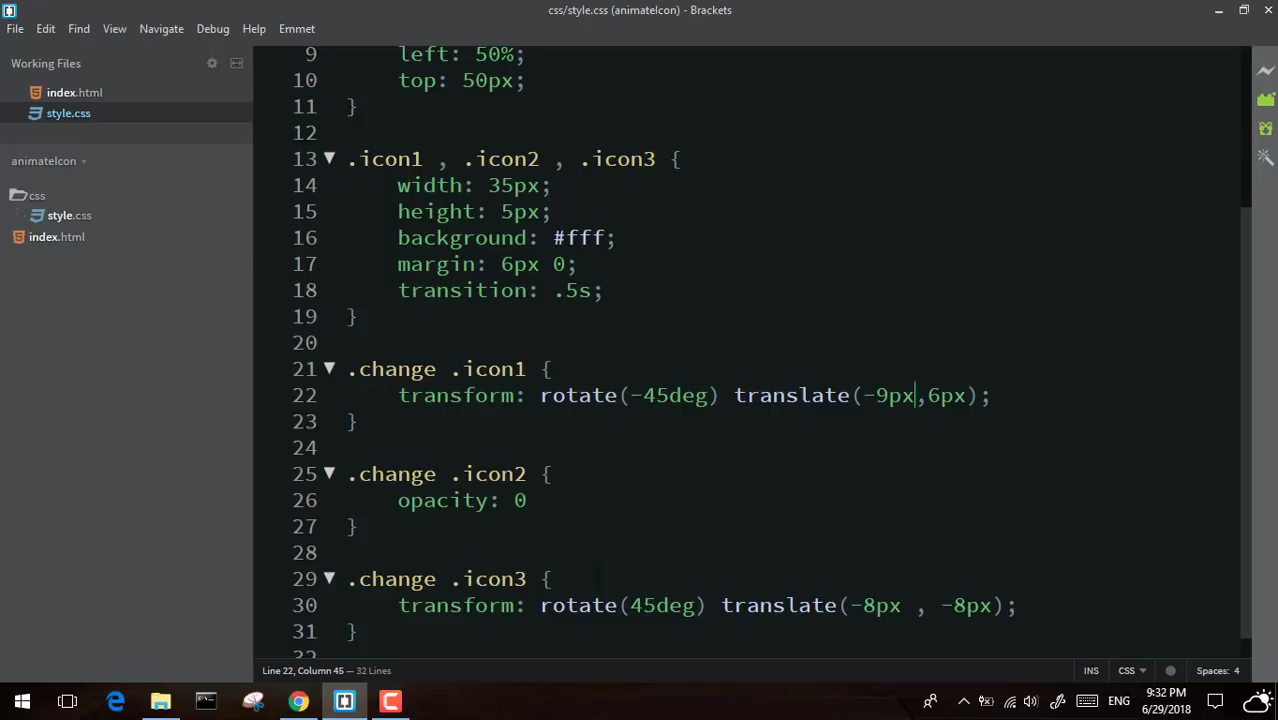 css/style.css (animateIcon) - Brackets
File Edit Find View Navigate Debug Help Emmet
Working Files
index.html
style.css
animateIcon
css
style.css
index.html
9 left: 50%;
10 top: 50px;
11 }
12
13 .icon1 , .icon2 , .icon3 {
14 width: 35px;
15 height: 5px;
16 background: #fff;
17 margin: 6px 0;
18 transition: .5s;
19 }
20
21 .change .icon1 {
22 transform: rotate(-45deg) translate(-9px,6px);
23 }
24
25 .change .icon2 {
26 opacity: 0
27 }
28
29 .change .icon3 {
30 transform: rotate(45deg) translate(-8px , -8px);
31 }
32
Line 22, Column 45 — 32 Lines
INS CSS Spaces: 4
ENG
9:32 PM
6/29/2018